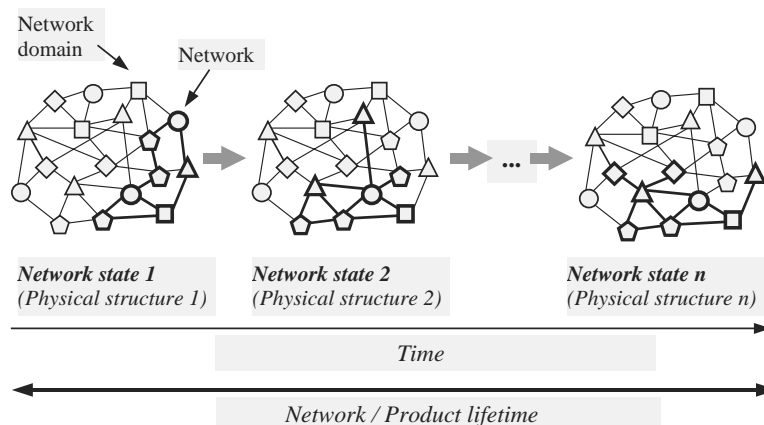 Network
domain
Network
...
Network state 1
(Physical structure 1)
Network state 2
(Physical structure 2)
Network state n
(Physical structure n)
Time
Network / Product lifetime